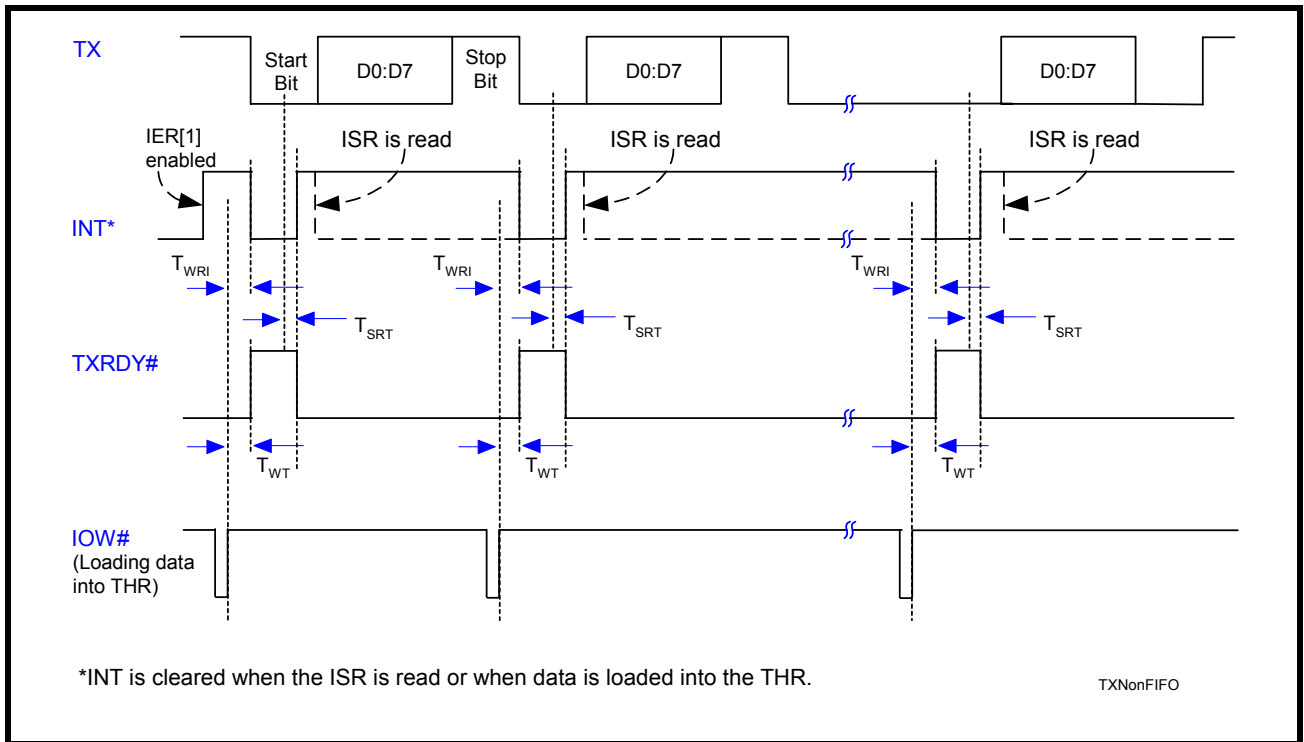 TX
Start
Bit
D0:D7
Stop
Bit
D0:D7
D0:D7
IER[1]
enabled
ISR is read
ISR is read
ISR is read
INT*
TWRI
TWRI
TWRI
TSRT
TSRT
TSRT
TXRDY#
TWT
TWT
TWT
IOW#
(Loading data
into THR)
*INT is cleared when the ISR is read or when data is loaded into the THR.
TXNonFIFO